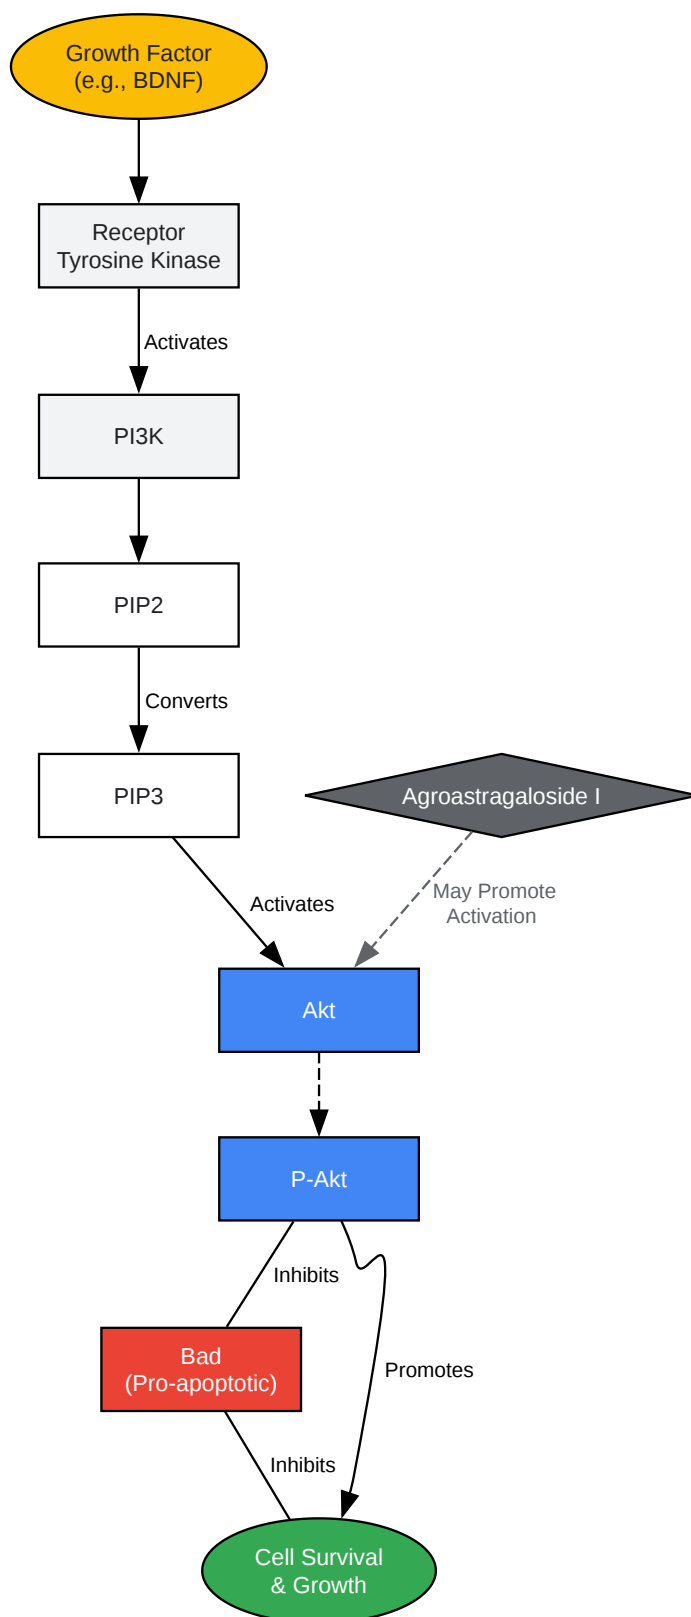 Growth Factor
(e.g., BDNF)
Receptor
Tyrosine Kinase
Activates
PI3K
PIP2
Converts
PIP3
Agroastragaloside I
Activates
May Promote
Activation
Akt
P-Akt
Inhibits
Bad
(Pro-apoptotic)
Promotes
Inhibits
Cell Survival
& Growth